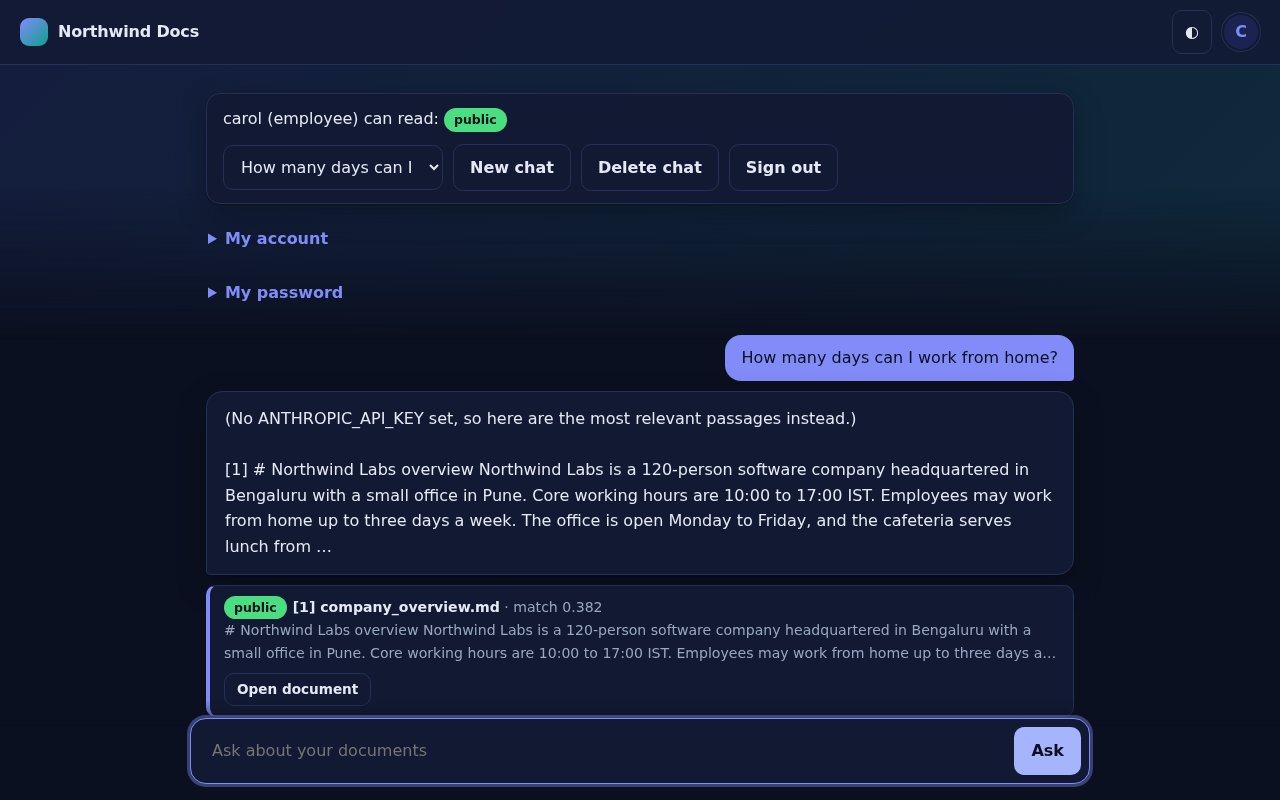 Northwind Docs
◐
C
carol (employee) can read: public
How many days can I
New chat
Delete chat
Sign out
My account
My password
How many days can I work from home?
(No ANTHROPIC_API_KEY set, so here are the most relevant passages instead.)
[1] # Northwind Labs overview Northwind Labs is a 120-person software company headquartered in
Bengaluru with a small office in Pune. Core working hours are 10:00 to 17:00 IST. Employees may work
from home up to three days a week. The office is open Monday to Friday, and the cafeteria serves
lunch from …
public [1] company_overview.md · match 0.382
# Northwind Labs overview Northwind Labs is a 120-person software company headquartered in Bengaluru with a
small office in Pune. Core working hours are 10:00 to 17:00 IST. Employees may work from home up to three days a…
Open document
Ask about your documents
Ask